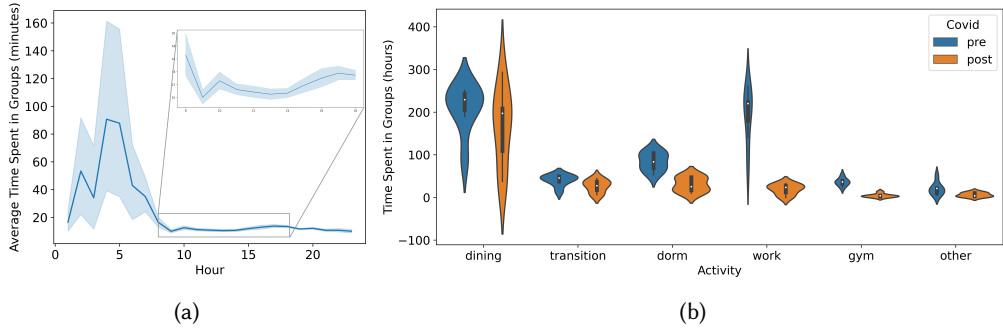 160
140
120
100
80
60
40
20
0
5
10
15
20
Average Time Spent in Groups (minutes)
Hour
(a)
400
300
200
100
0
−100
Time Spent in Groups (hours)
Covid
pre
post
dining transition dorm work gym other
Activity
(b)